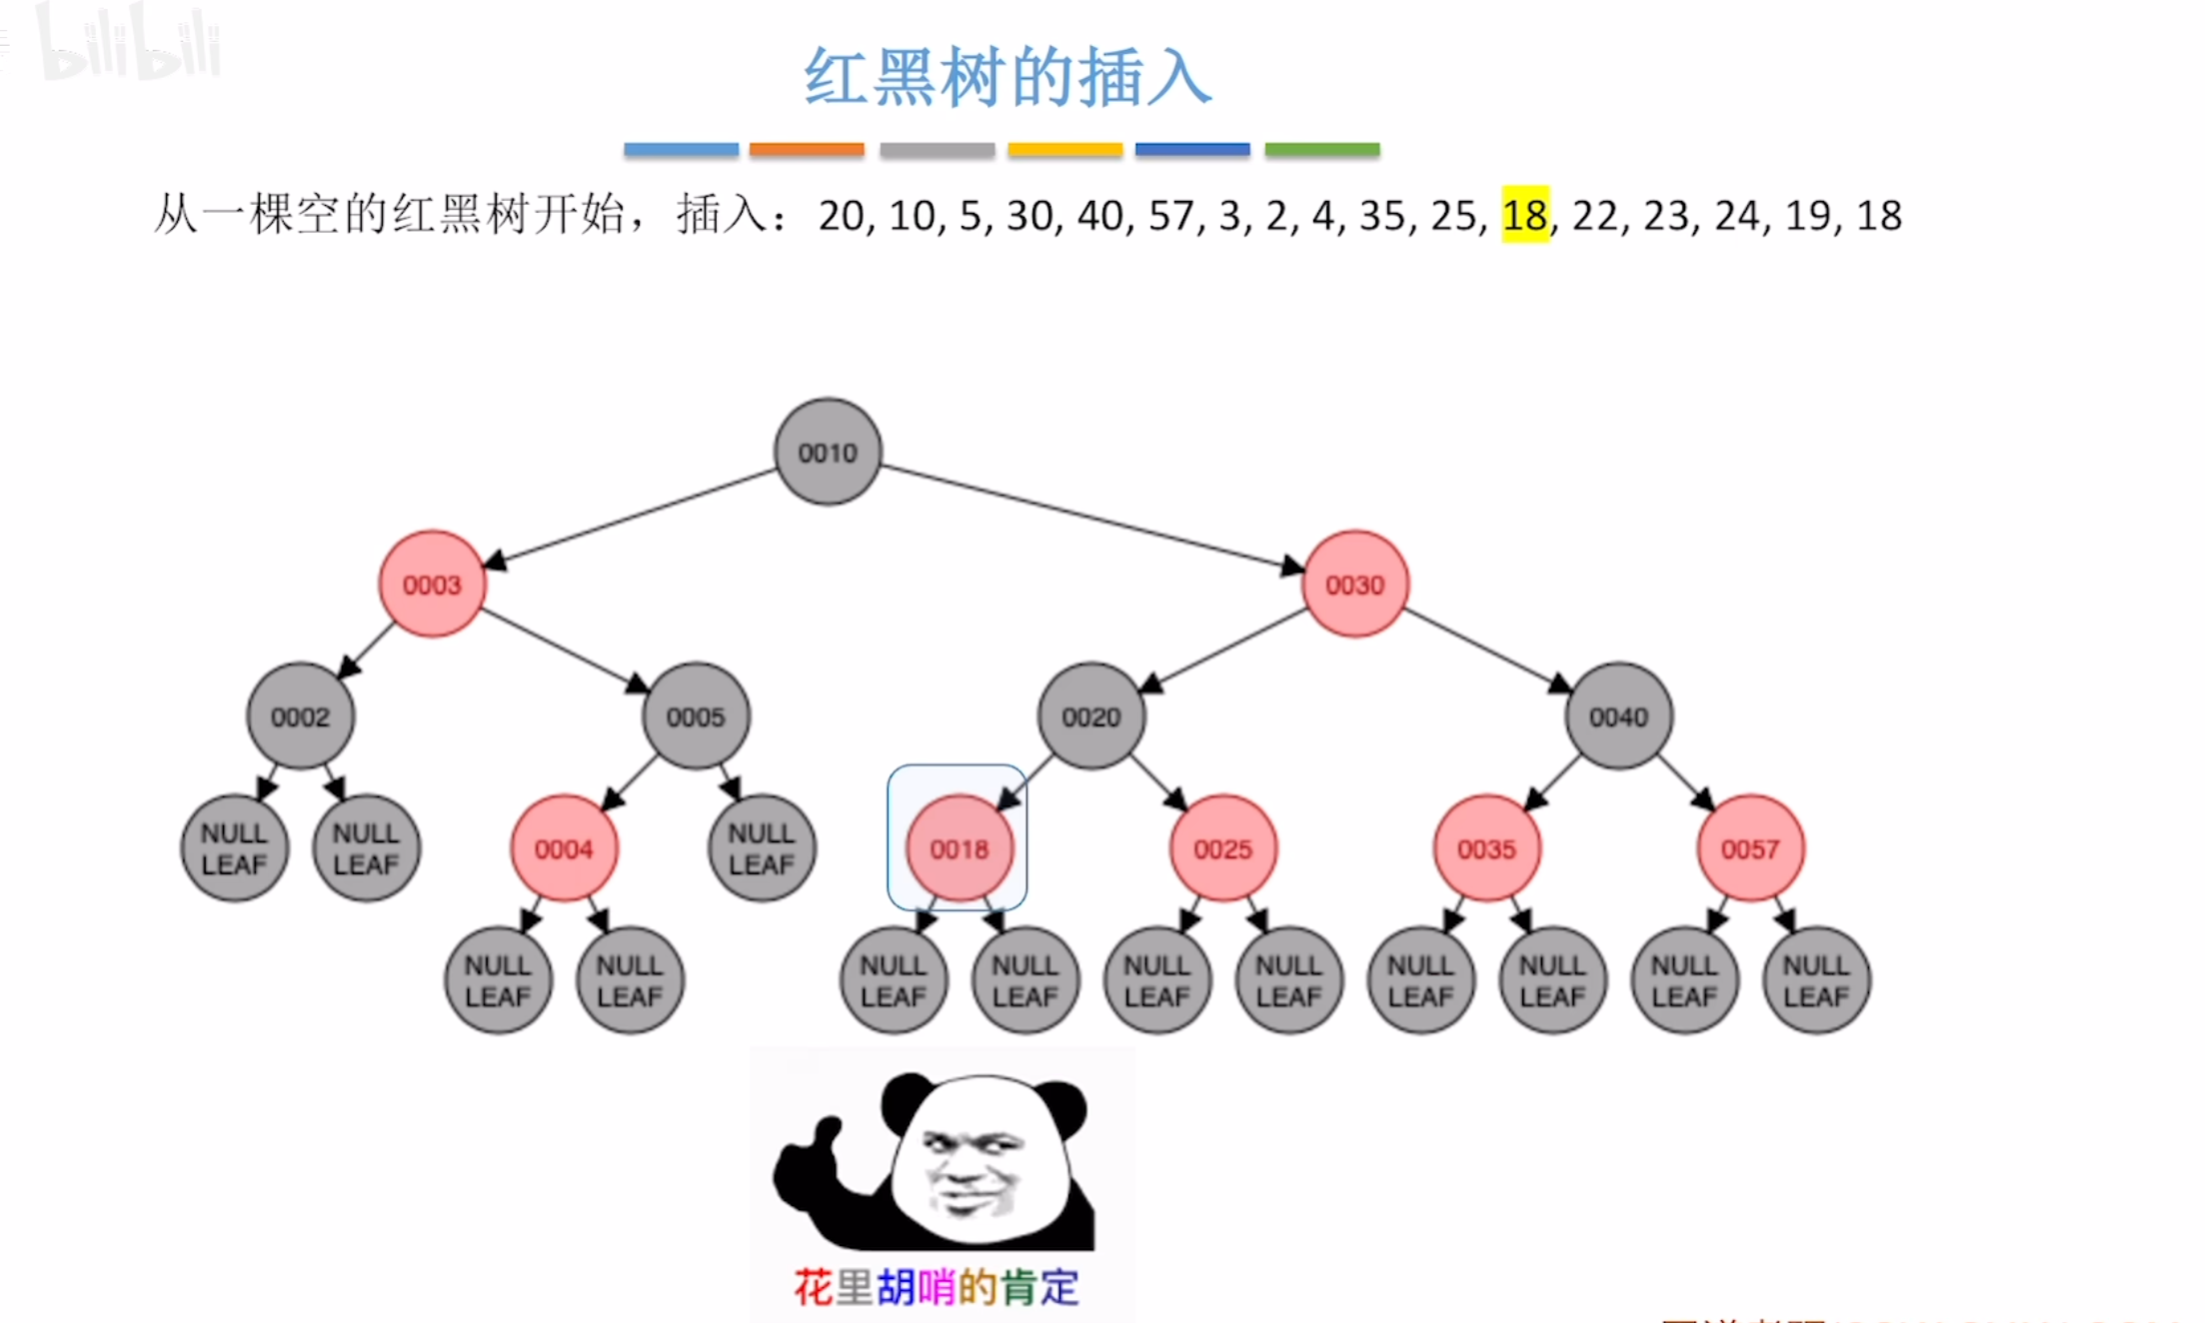 bilibili
红黑树的插入
从一棵空的红黑树开始，插入：20, 10, 5, 30, 40, 57, 3, 2, 4, 35, 25, 18, 22, 23, 24, 19, 18
0010
0003 0030
0002 0005 0020 0040
NULL LEAF NULL LEAF 0004 NULL LEAF 0018 0025 0035 0057
NULL LEAF NULL LEAF NULL LEAF NULL LEAF NULL LEAF NULL LEAF NULL LEAF NULL LEAF NULL LEAF NULL LEAF
花里胡哨的肯定